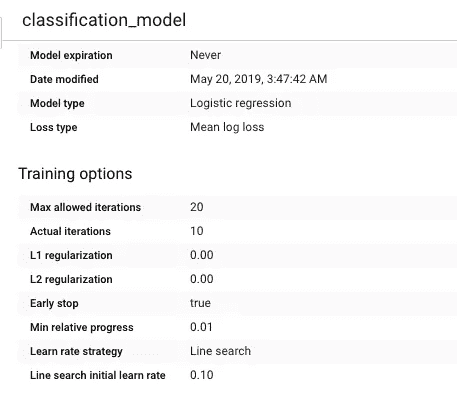 classification_model
Model expiration Never
Date modified May 20, 2019, 3:47:42 AM
Model type Logistic regression
Loss type Mean log loss
Training options
Max allowed iterations 20
Actual iterations 10
L1 regularization 0.00
L2 regularization 0.00
Early stop true
Min relative progress 0.01
Learn rate strategy Line search
Line search initial learn rate 0.10